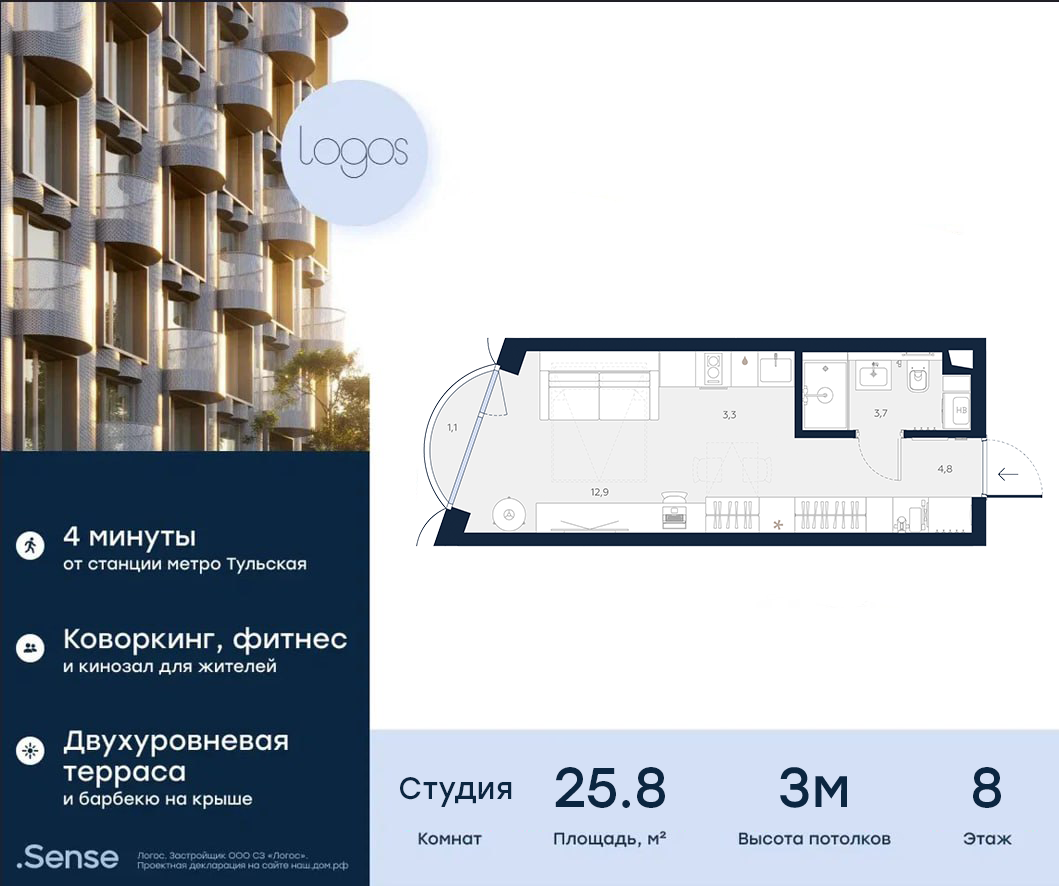 logos
1,1
12,9
3,3
3,7
4,8
НВ
4 минуты
от станции метро Тульская
Коворкинг, фитнес
и кинозал для жителей
Двухуровневая
терраса
и барбекю на крыше
.Sense
Логос. Застройщик ООО СЗ «Логос».
Проектная декларация на сайте наш.дом.рф
Студия
Комнат
25.8
Площадь, м²
3м
Высота потолков
8
Этаж